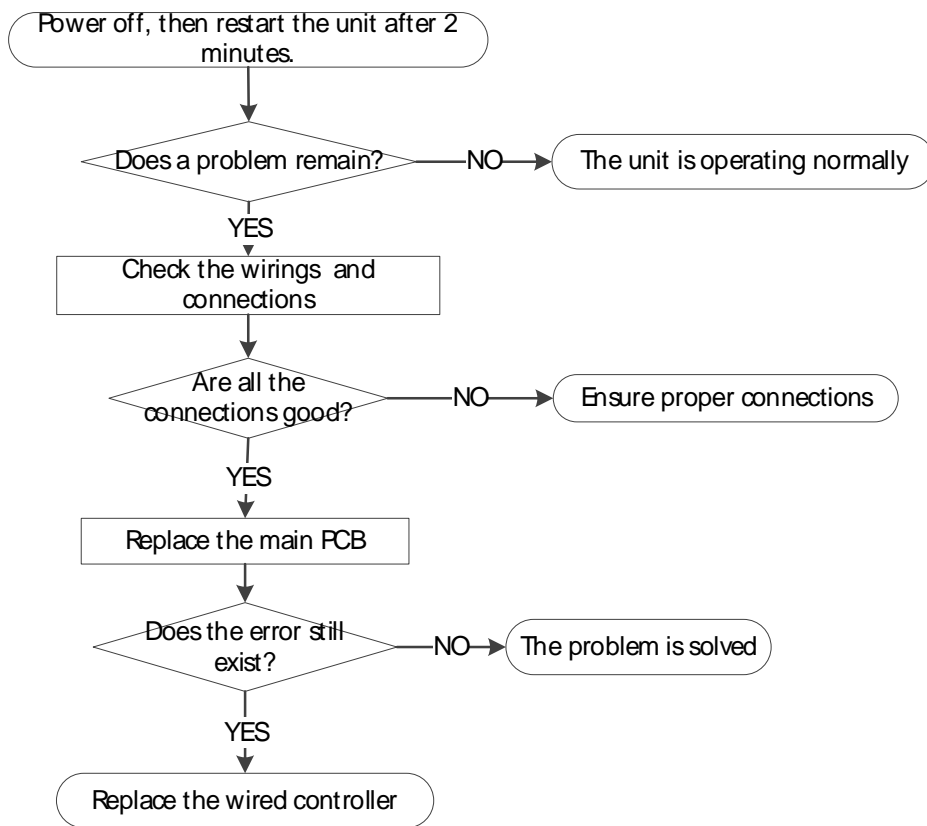 Power off, then restart the unit after 2
minutes.
Does a problem remain?
NO
The unit is operating normally
YES
Check the wirings and
connections
Are all the
connections good?
NO
Ensure proper connections
YES
Replace the main PCB
Does the error still
exist?
NO
The problem is solved
YES
Replace the wired controller